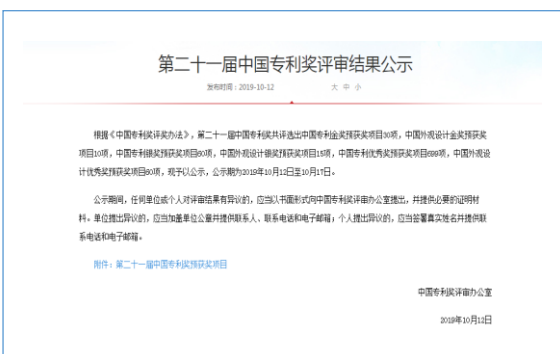 第二十一届中国专利奖评审结果公示
发布时间：2019-10-12 大 中 小
根据《中国专利奖评奖办法》，第二十一届中国专利奖共评选出中国专利金奖预获奖项目30项，中国外观设计金奖预获奖
项目10项，中国专利银奖预获奖项目60项，中国外观设计银奖预获奖项目15项，中国专利优秀奖预获奖项目699项，中国外观设
计优秀奖预获奖项目60项，现予以公示，公示期为2019年10月12日至10月17日。
公示期间，任何单位或个人对评审结果有异议的，应当以书面形式向中国专利奖评审办公室提出，并提供必要的证明材
料。单位提出异议的，应当加盖单位公章并提供联系人、联系电话和电子邮箱；个人提出异议的，应当签署真实姓名并提供联
系电话和电子邮箱。
附件：第二十一届中国专利奖预获奖项目
中国专利奖评审办公室
2019年10月12日